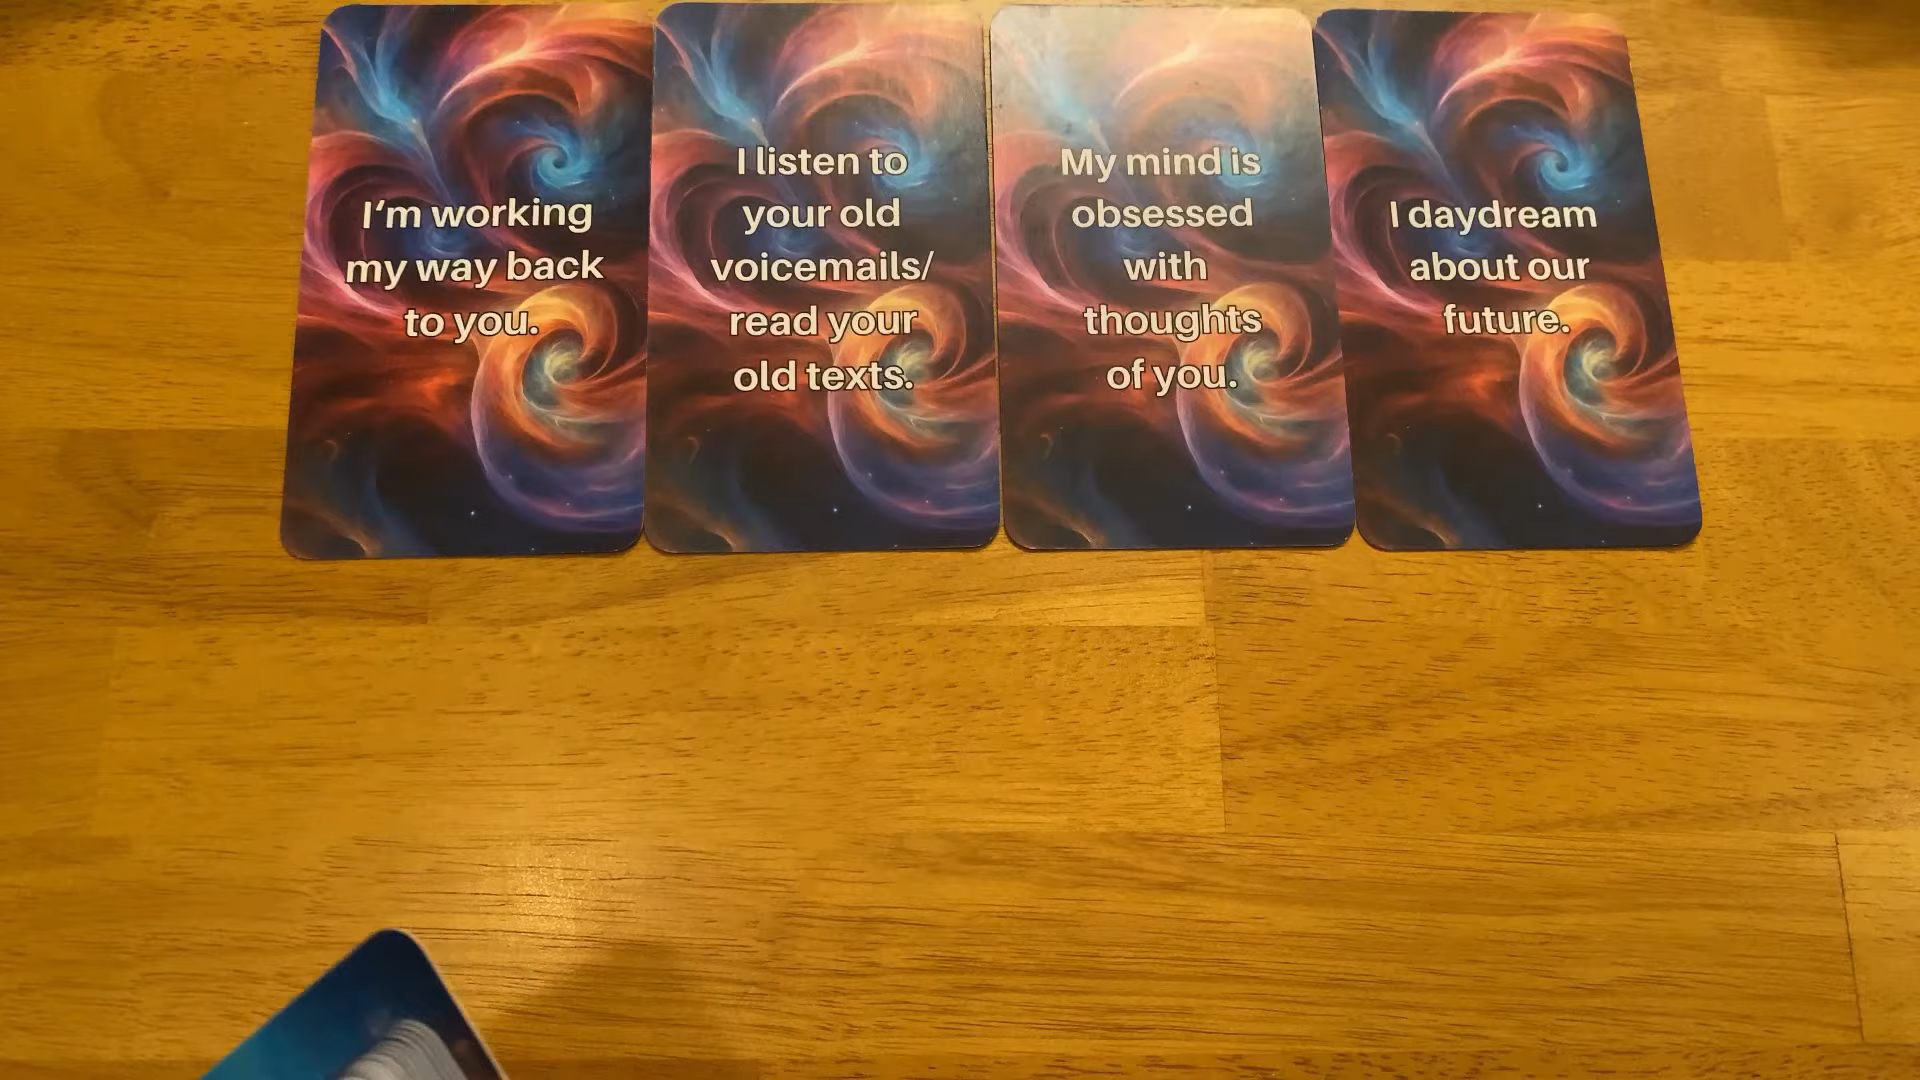 I'm working
my way back
to you.
I listen to
your old
voicemails/
read your
old texts.
My mind is
obsessed
with
thoughts
of you.
I daydream
about our
future.